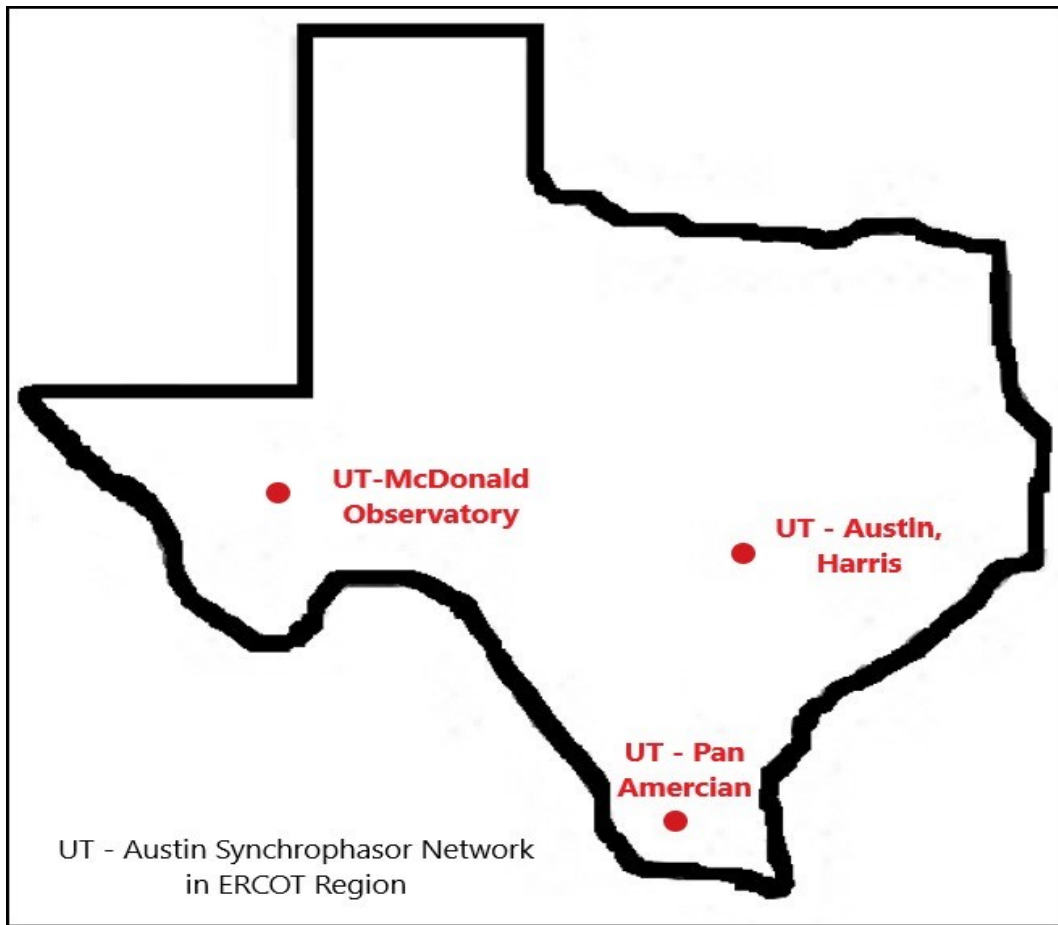 UT-McDonald
Observatory
UT - Austin,
Harris
UT - Pan
Amercian
UT - Austin Synchrophasor Network
in ERCOT Region